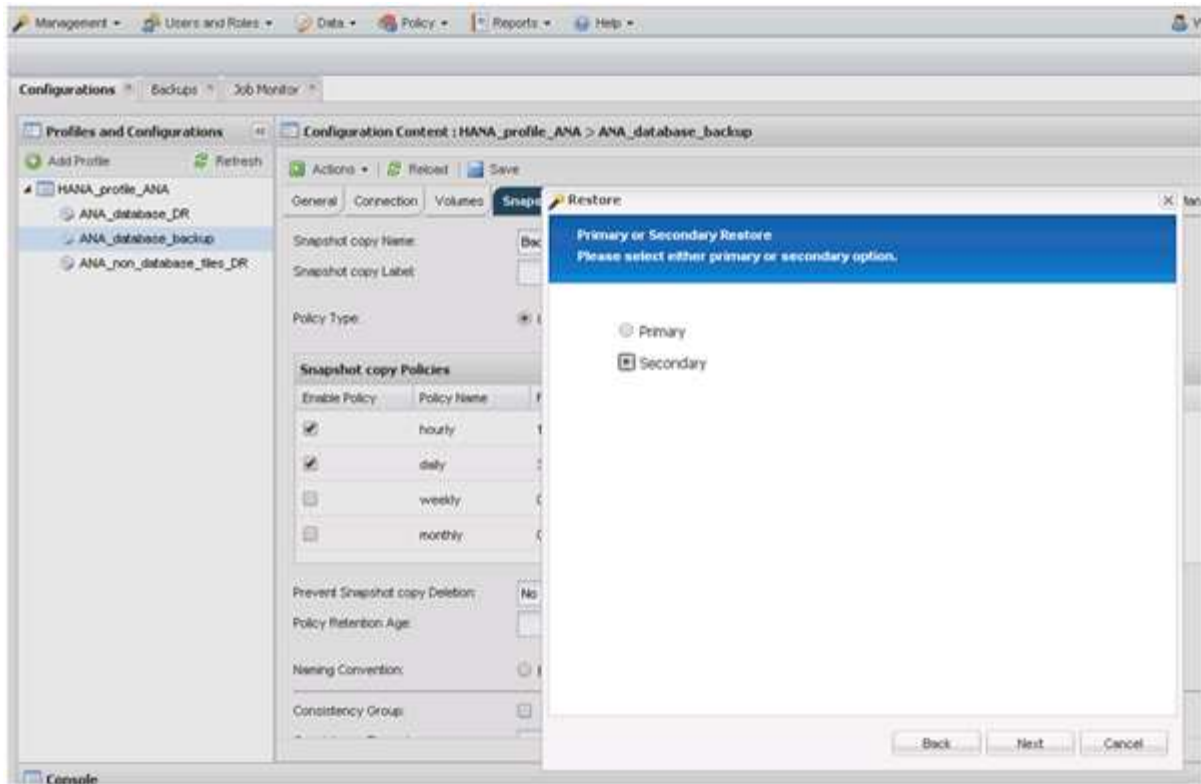 Management Users and Roles Data Policy Reports Help
Configurations Backups Job Monitor
Profiles and Configurations
Add Profile Refresh
HANA_profile_ANA
ANA_database_DR
ANA_database_backup
ANA_non_database_files_DR
Configuration Content : HANA_profile_ANA > ANA_database_backup
Actions Reload Save
General Connection Volumes Snaps
Snapshot copy Name: Bac
Snapshot copy Label:
Policy Type:
Snapshot copy Policies
Enable Policy Policy Name
hourly
daily
weekly
monthly
Prevent Snapshot copy Deletion: No
Policy Retention Age:
Naming Convention:
Consistency Group:
Restore
Primary or Secondary Restore
Please select either primary or secondary option.
Primary
Secondary
Back Next Cancel
Console